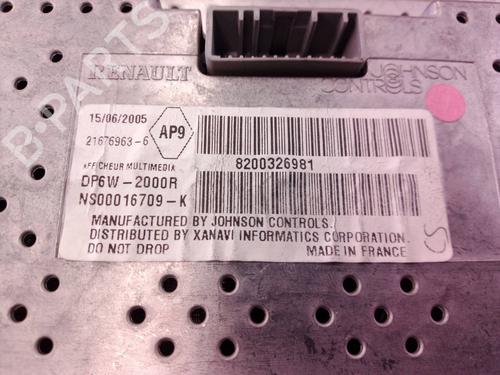 RENAULT
JOHNSON
CONTROLS
15/06/2005
21676963-6
AP9
8200326981
AFFICHEUR MULTIMEDIA
DP6W-2000R
NS00016709-K
MANUFACTURED BY JOHNSON CONTROLS.
DISTRIBUTED BY XANAVI INFORMATICS CORPORATION.
DO NOT DROP
MADE IN FRANCE
B-PARTS